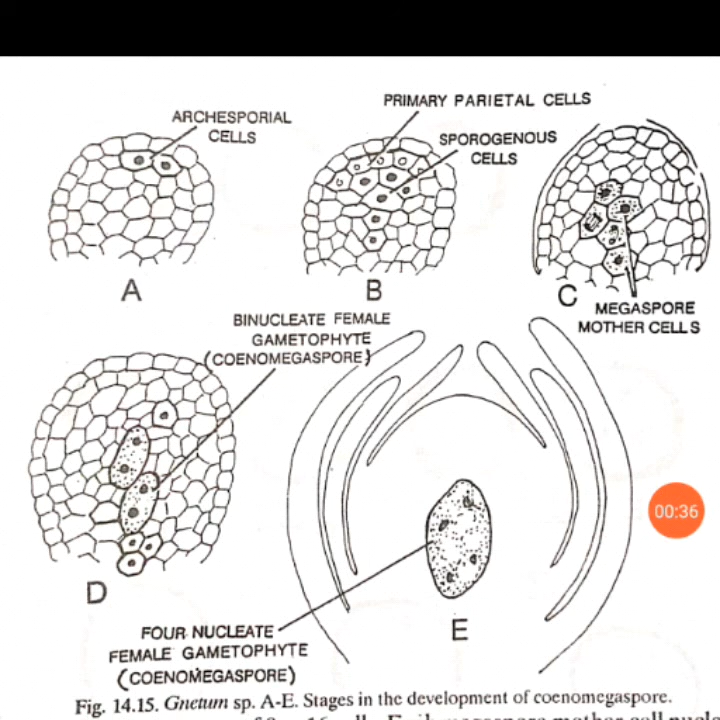 ARCHESPORIAL
CELLS
PRIMARY PARIETAL CELLS
SPOROGENOUS
CELLS
A
B
C
MEGASPORE
MOTHER CELLS
BINUCLEATE FEMALE
GAMETOPHYTE
(COENOMEGASPORE)
00:36
D
E
FOUR NUCLEATE
FEMALE GAMETOPHYTE
(COENOMEGASPORE)
Fig. 14.15. Gnetum sp. A-E. Stages in the development of coenomegaspore.